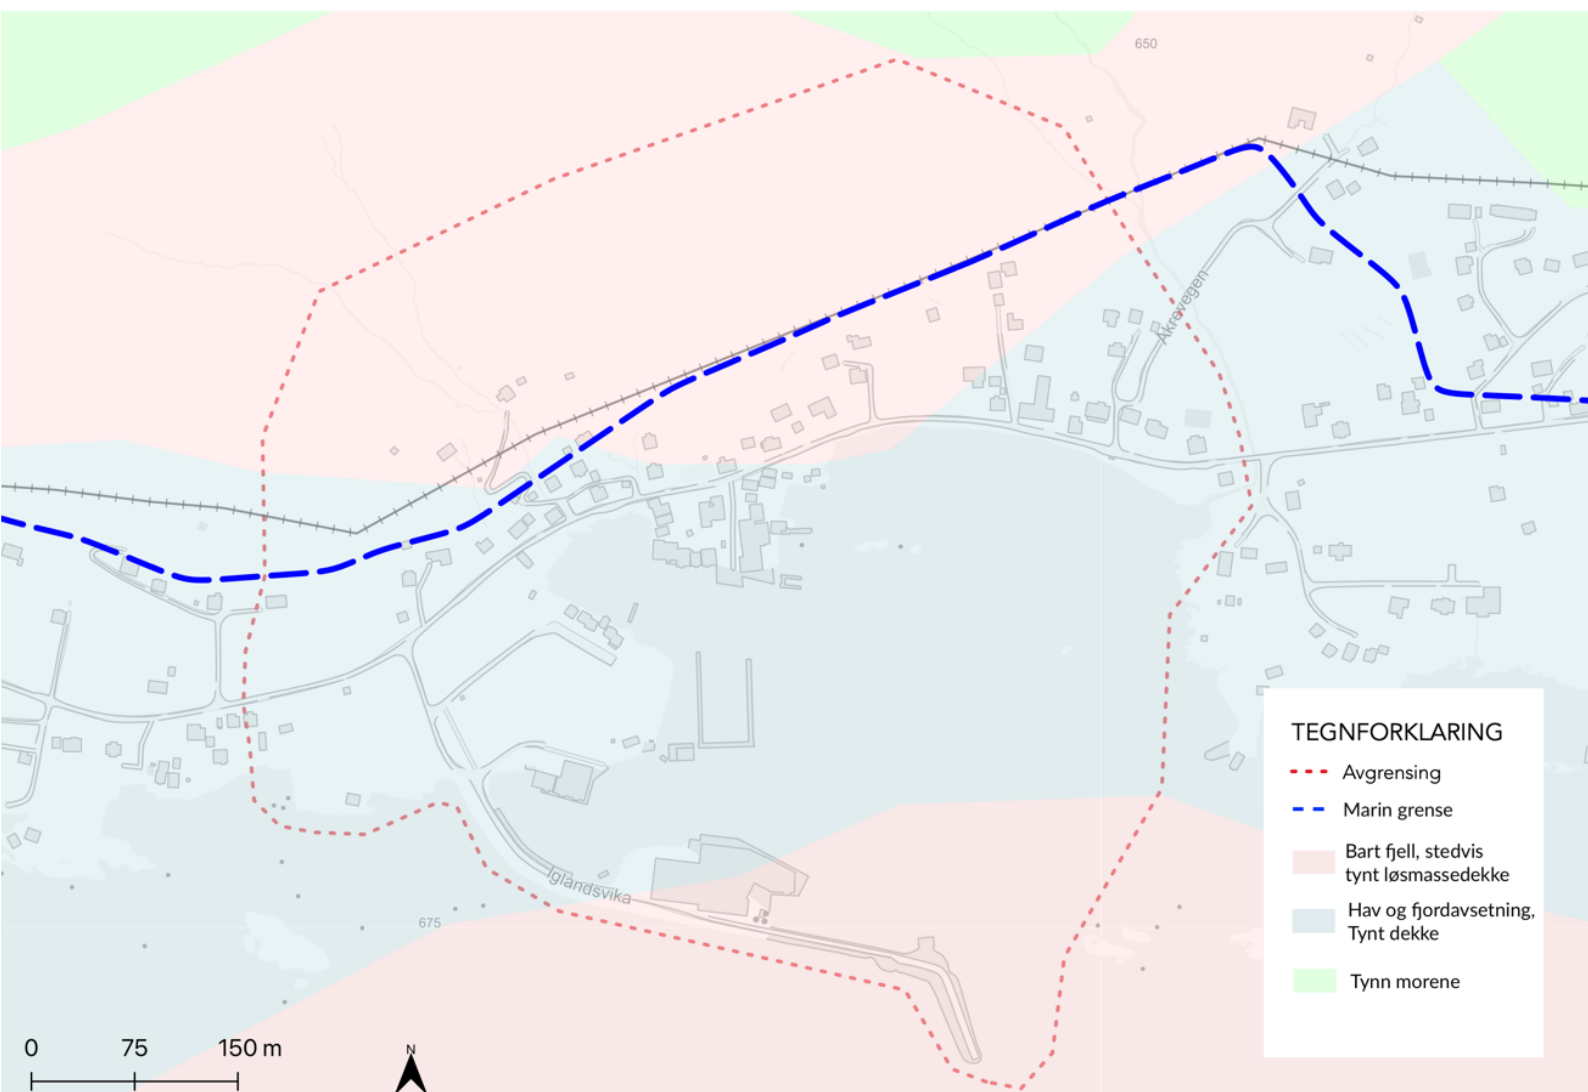 650
Åkrevegen
TEGNFORKLARING
Avgrensing
Marin grense
Bart fjell, stedvis
tynt løsmassedekke
Iglandsvika
Hav og fjordavsetning,
Tynt dekke
675
Tynn morene
0 75 150 m
N